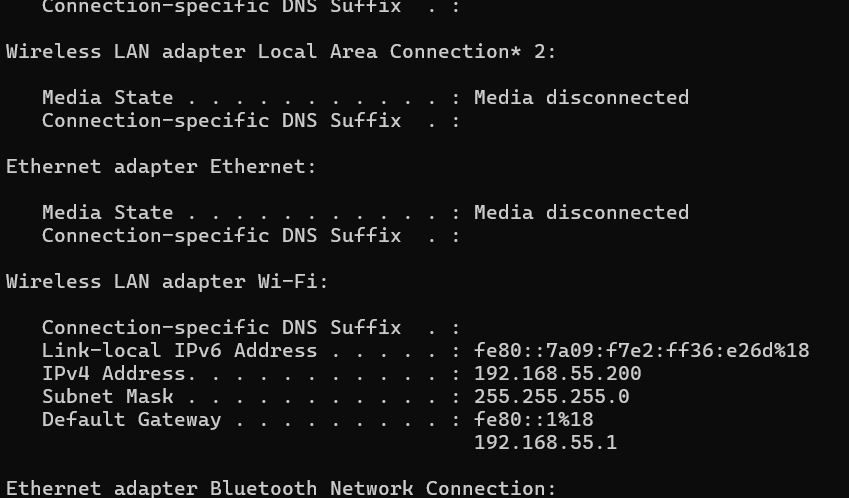 Connection-specific DNS Suffix  . :
Wireless LAN adapter Local Area Connection* 2:
Media State . . . . . . . . . . . : Media disconnected
Connection-specific DNS Suffix  . :
Ethernet adapter Ethernet:
Media State . . . . . . . . . . . : Media disconnected
Connection-specific DNS Suffix  . :
Wireless LAN adapter Wi-Fi:
Connection-specific DNS Suffix  . :
Link-local IPv6 Address . . . . . : fe80::7a09:f7e2:ff36:e26d%18
IPv4 Address. . . . . . . . . . . : 192.168.55.200
Subnet Mask . . . . . . . . . . . : 255.255.255.0
Default Gateway . . . . . . . . . : fe80::1%18
192.168.55.1
Ethernet adapter Bluetooth Network Connection: